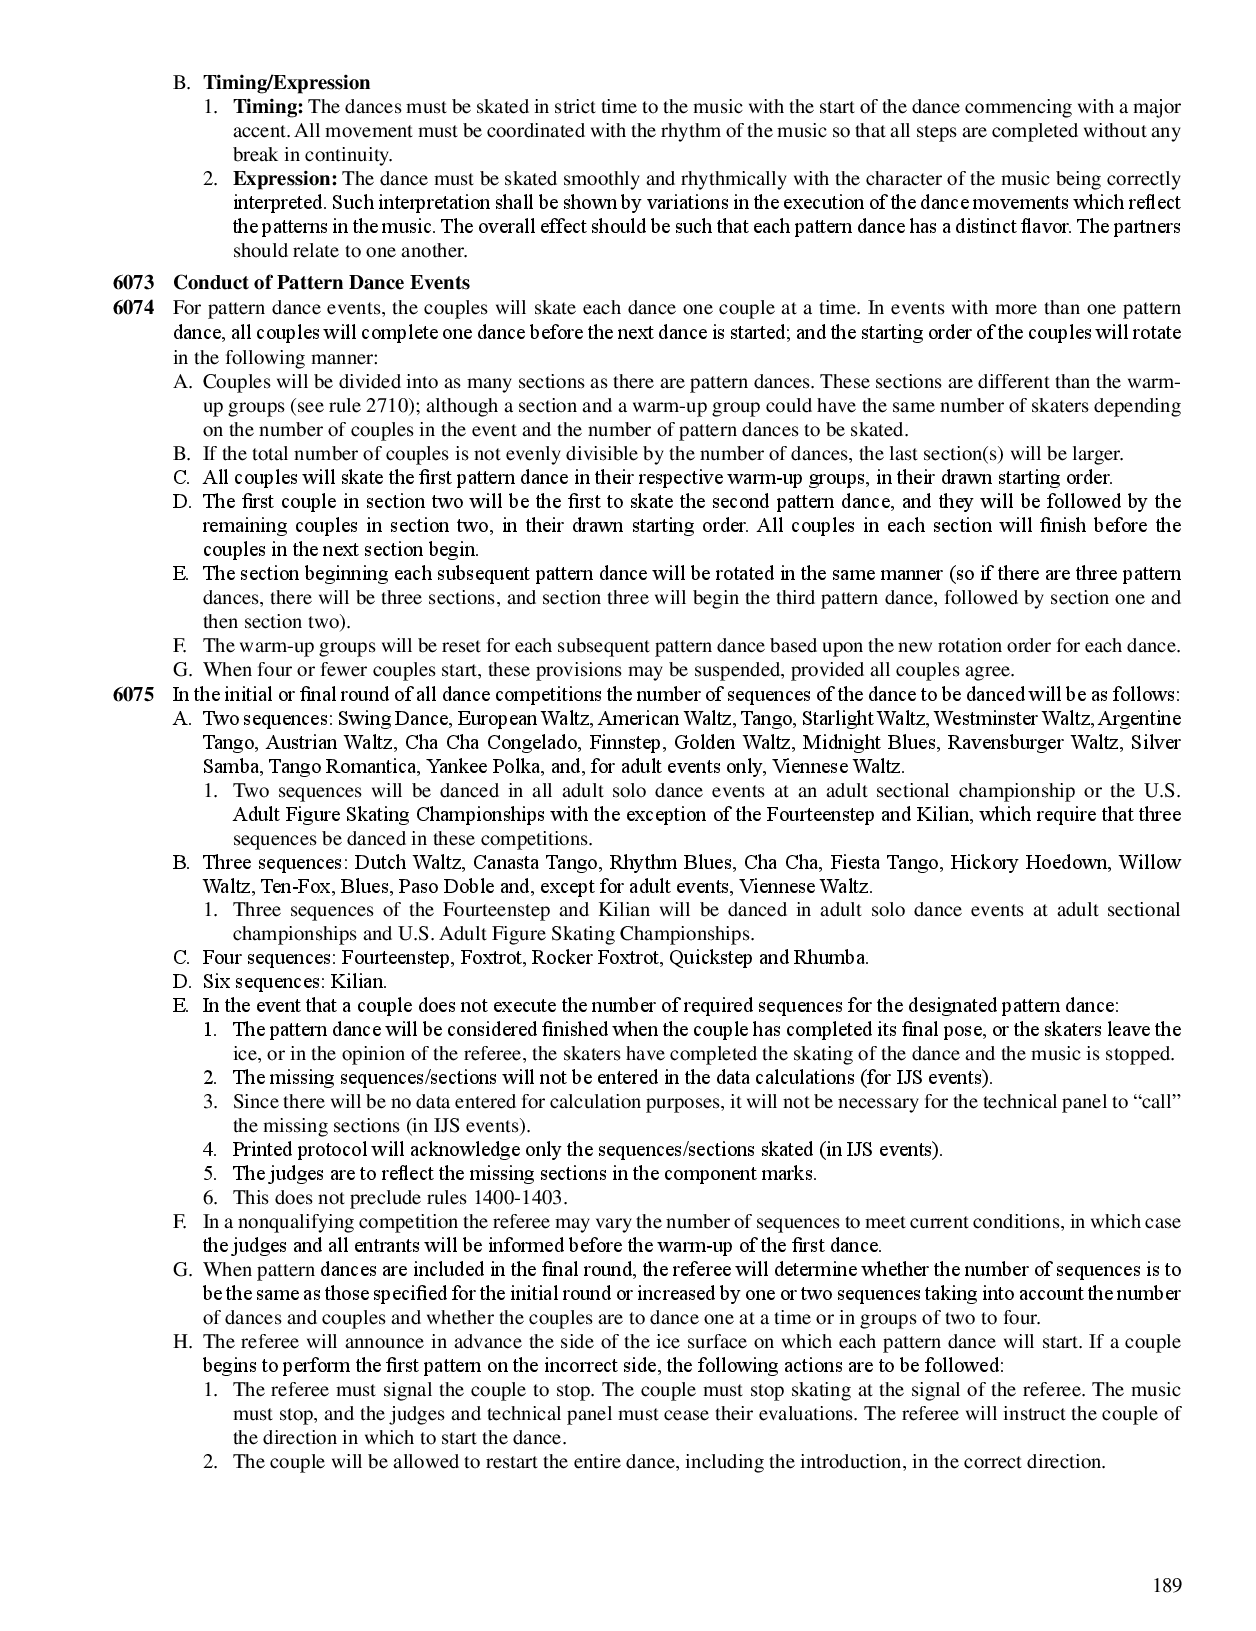 B. Timing/Expression
1. Timing: The dances must be skated in strict time to the music with the start of the dance commencing with a major
accent. All movement must be coordinated with the rhythm of the music so that all steps are completed without any
break in continuity.
2. Expression: The dance must be skated smoothly and rhythmically with the character of the music being correctly
interpreted. Such interpretation shall be shown by variations in the execution of the dance movements which reflect
the patterns in the music. The overall effect should be such that each pattern dance has a distinct flavor. The partners
should relate to one another.
6073 Conduct of Pattern Dance Events
6074 For pattern dance events, the couples will skate each dance one couple at a time. In events with more than one pattern
dance, all couples will complete one dance before the next dance is started; and the starting order of the couples will rotate
in the following manner:
A. Couples will be divided into as many sections as there are pattern dances. These sections are different than the warm-
up groups (see rule 2710); although a section and a warm-up group could have the same number of skaters depending
on the number of couples in the event and the number of pattern dances to be skated.
B. If the total number of couples is not evenly divisible by the number of dances, the last section(s) will be larger.
C. All couples will skate the first pattern dance in their respective warm-up groups, in their drawn starting order.
D. The first couple in section two will be the first to skate the second pattern dance, and they will be followed by the
remaining couples in section two, in their drawn starting order. All couples in each section will finish before the
couples in the next section begin.
E. The section beginning each subsequent pattern dance will be rotated in the same manner (so if there are three pattern
dances, there will be three sections, and section three will begin the third pattern dance, followed by section one and
then section two).
F. The warm-up groups will be reset for each subsequent pattern dance based upon the new rotation order for each dance.
G. When four or fewer couples start, these provisions may be suspended, provided all couples agree.
6075 In the initial or final round of all dance competitions the number of sequences of the dance to be danced will be as follows:
A. Two sequences: Swing Dance, European Waltz, American Waltz, Tango, Starlight Waltz, Westminster Waltz, Argentine
Tango, Austrian Waltz, Cha Cha Congelado, Finnstep, Golden Waltz, Midnight Blues, Ravensburger Waltz, Silver
Samba, Tango Romantica, Yankee Polka, and, for adult events only, Viennese Waltz.
1. Two sequences will be danced in all adult solo dance events at an adult sectional championship or the U.S.
Adult Figure Skating Championships with the exception of the Fourteenstep and Kilian, which require that three
sequences be danced in these competitions.
B. Three sequences: Dutch Waltz, Canasta Tango, Rhythm Blues, Cha Cha, Fiesta Tango, Hickory Hoedown, Willow
Waltz, Ten-Fox, Blues, Paso Doble and, except for adult events, Viennese Waltz.
1. Three sequences of the Fourteenstep and Kilian will be danced in adult solo dance events at adult sectional
championships and U.S. Adult Figure Skating Championships.
C. Four sequences: Fourteenstep, Foxtrot, Rocker Foxtrot, Quickstep and Rhumba.
D. Six sequences: Kilian.
E. In the event that a couple does not execute the number of required sequences for the designated pattern dance:
1. The pattern dance will be considered finished when the couple has completed its final pose, or the skaters leave the
ice, or in the opinion of the referee, the skaters have completed the skating of the dance and the music is stopped.
2. The missing sequences/sections will not be entered in the data calculations (for IJS events).
3. Since there will be no data entered for calculation purposes, it will not be necessary for the technical panel to “call”
the missing sections (in IJS events).
4. Printed protocol will acknowledge only the sequences/sections skated (in IJS events).
5. The judges are to reflect the missing sections in the component marks.
6. This does not preclude rules 1400-1403.
F. In a nonqualifying competition the referee may vary the number of sequences to meet current conditions, in which case
the judges and all entrants will be informed before the warm-up of the first dance.
G. When pattern dances are included in the final round, the referee will determine whether the number of sequences is to
be the same as those specified for the initial round or increased by one or two sequences taking into account the number
of dances and couples and whether the couples are to dance one at a time or in groups of two to four.
H. The referee will announce in advance the side of the ice surface on which each pattern dance will start. If a couple
begins to perform the first pattern on the incorrect side, the following actions are to be followed:
1. The referee must signal the couple to stop. The couple must stop skating at the signal of the referee. The music
must stop, and the judges and technical panel must cease their evaluations. The referee will instruct the couple of
the direction in which to start the dance.
2. The couple will be allowed to restart the entire dance, including the introduction, in the correct direction.
189